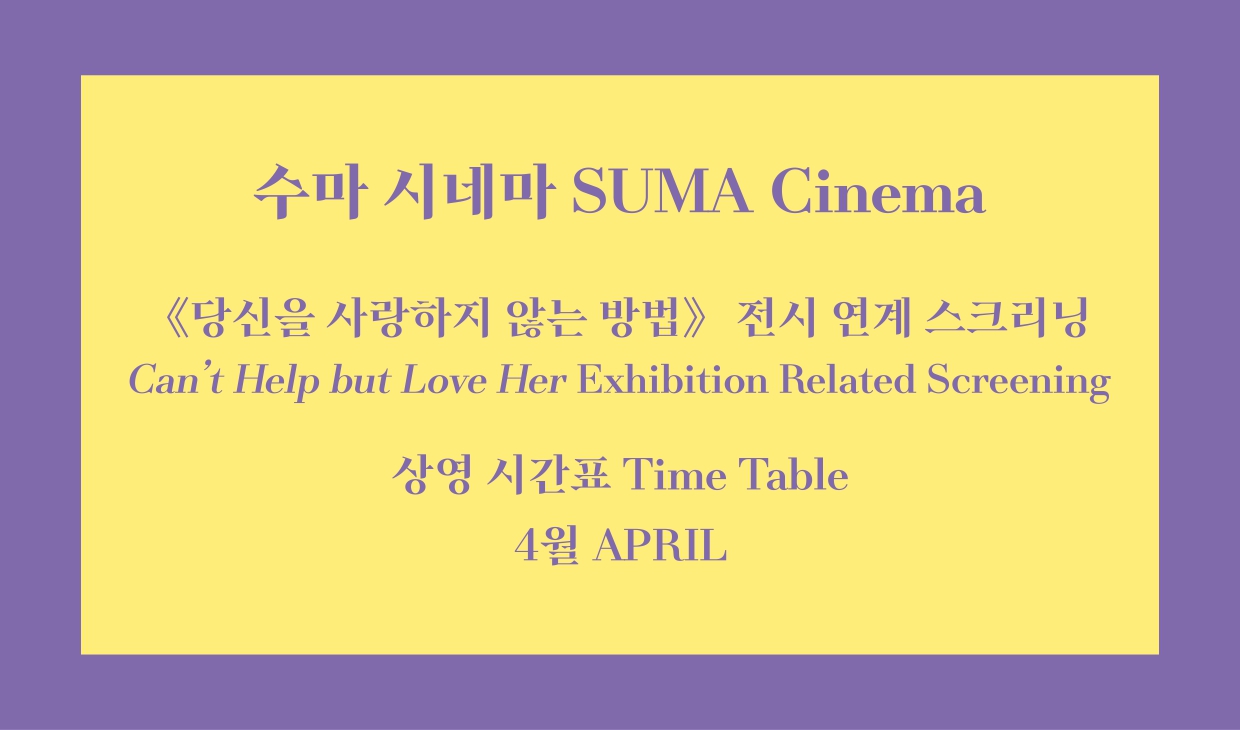 수마 시네마 SUMA Cinema
《당신을 사랑하지 않는 방법》 전시 연계 스크리닝
Can’t Help but Love Her Exhibition Related Screening
상영 시간표 Time Table
4월 APRIL